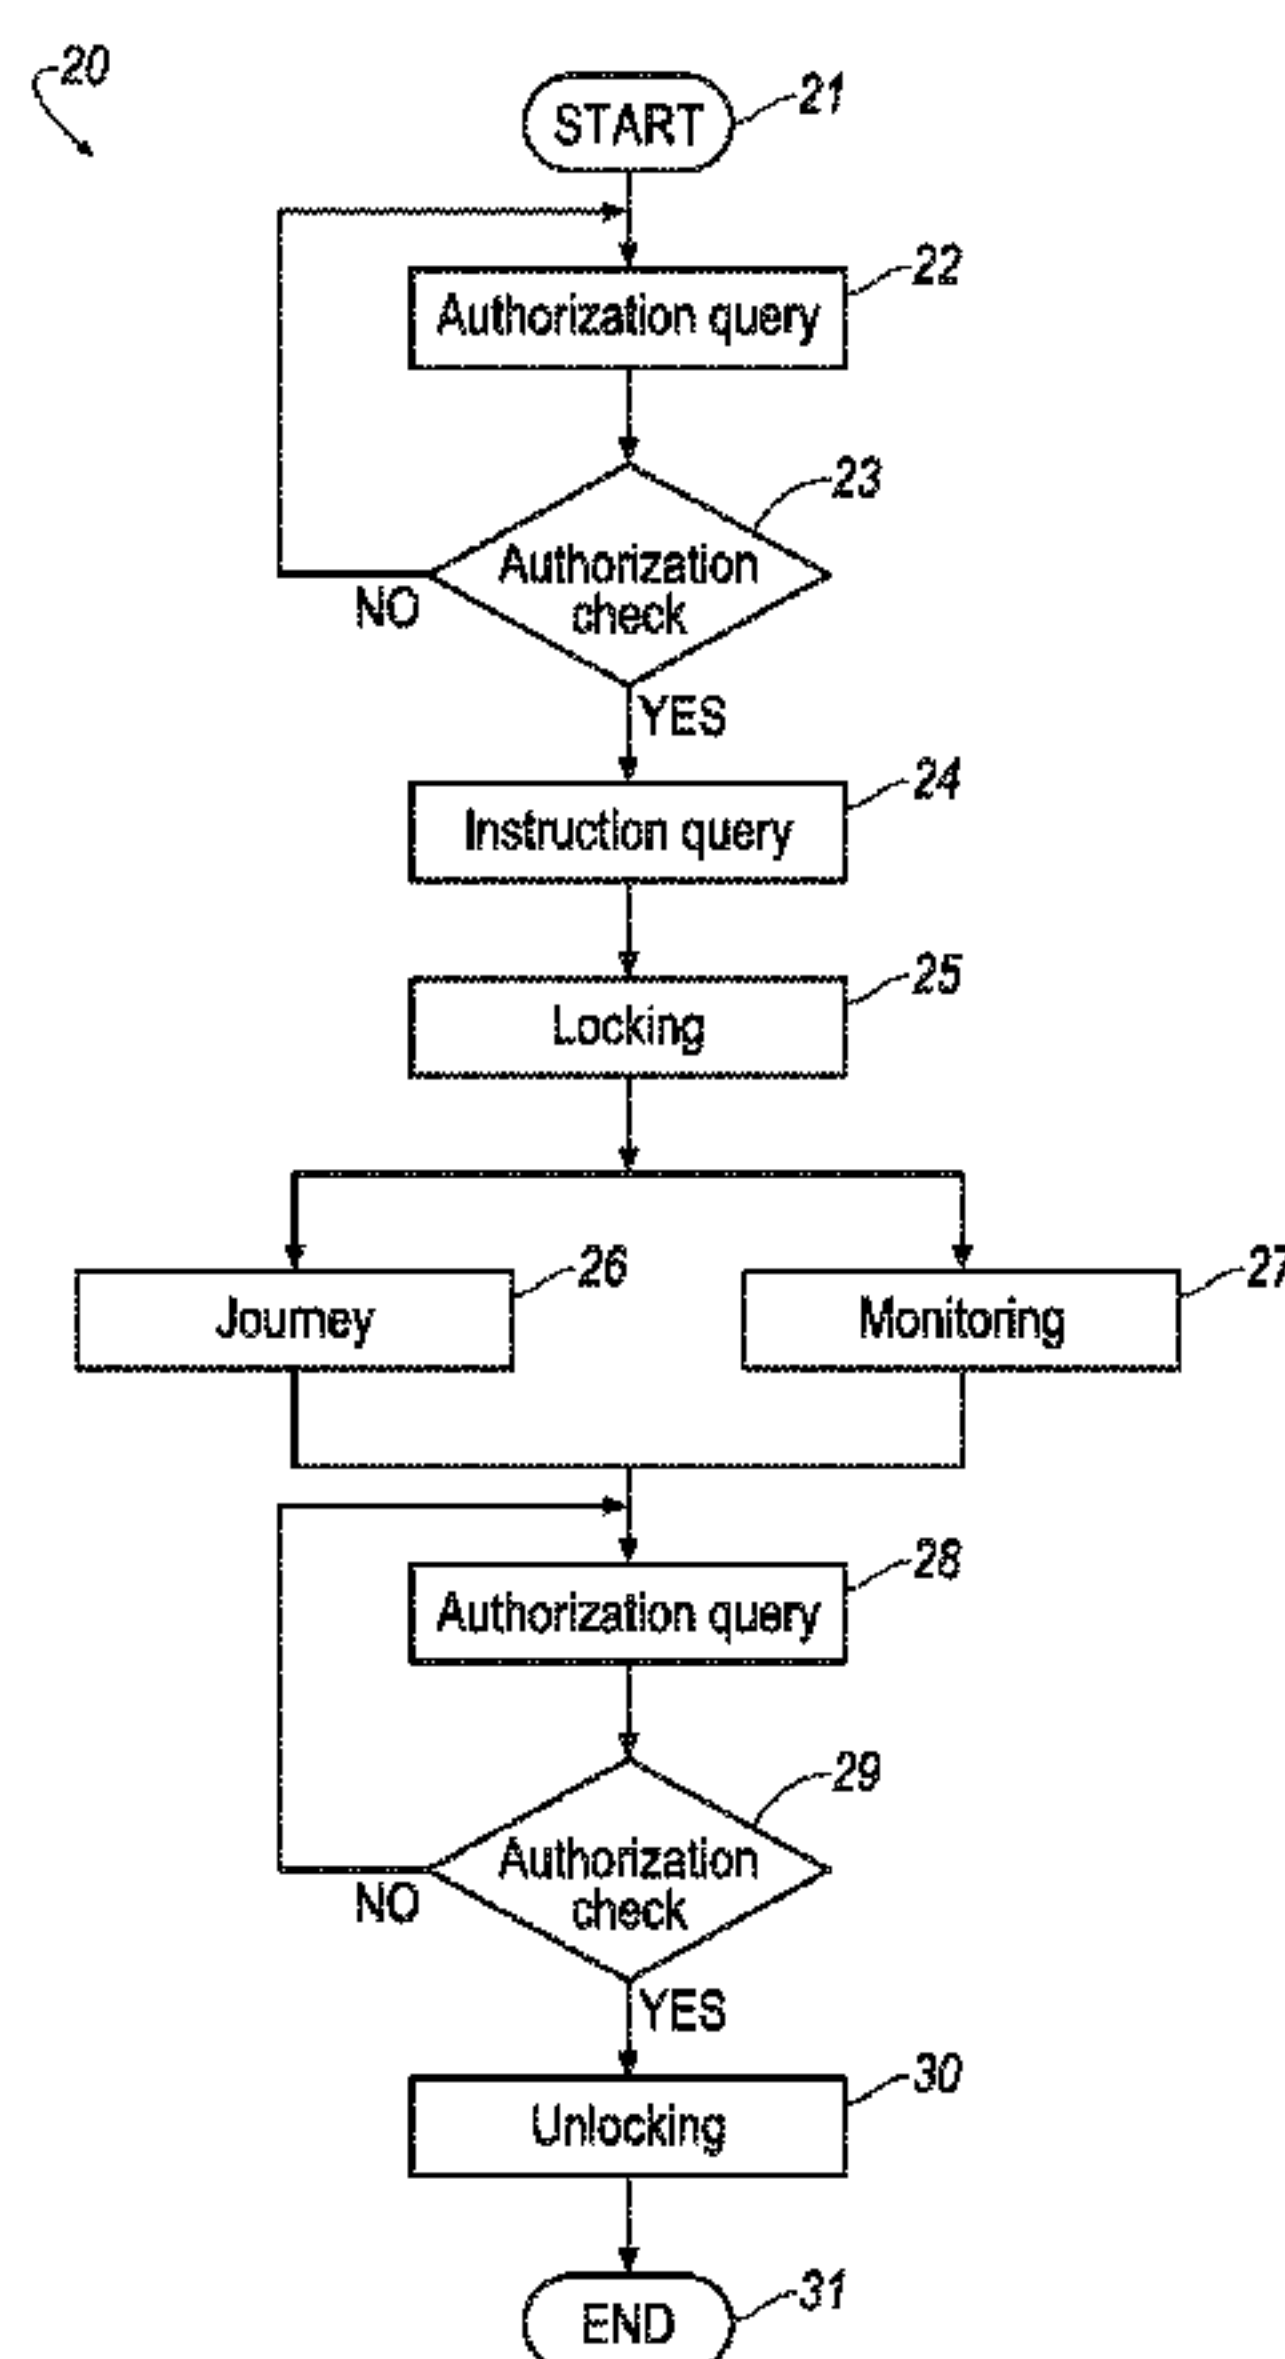 20
START
21
Authorization query
22
Authorization
check
23
NO
YES
Instruction query
24
Locking
25
Journey
26
Monitoring
27
Authorization query
28
Authorization
check
29
NO
YES
Unlocking
30
END
31